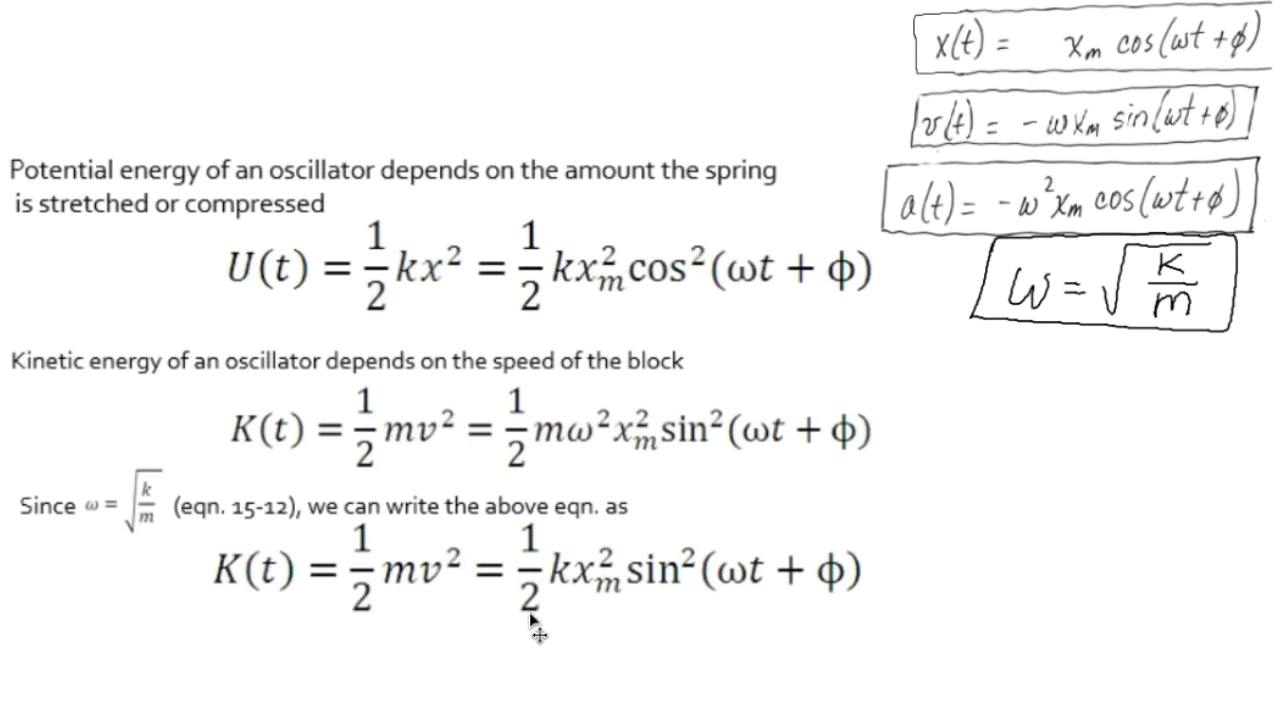 x(t) = x_m cos(ωt + ϕ)
v(t) = - ωx_m sin(ωt + ϕ)
a(t) = - ω²x_m cos(ωt + ϕ)
ω = √(k/m)
Potential energy of an oscillator depends on the amount the spring
is stretched or compressed
U(t) = 1/2 kx² = 1/2 kx_m² cos²(ωt + ϕ)
Kinetic energy of an oscillator depends on the speed of the block
K(t) = 1/2 mv² = 1/2 mω²x_m² sin²(ωt + ϕ)
Since ω = √(k/m) (eqn. 15-12), we can write the above eqn. as
K(t) = 1/2 mv² = 1/2 kx_m² sin²(ωt + ϕ)